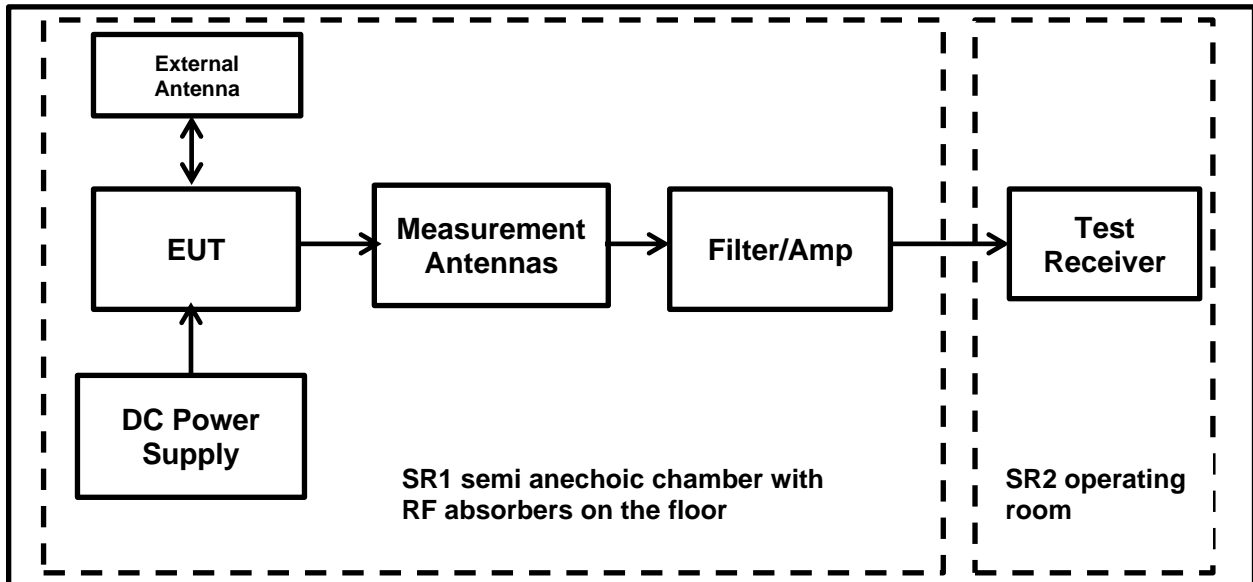 External
Antenna
EUT
Measurement
Antennas
Filter/Amp
Test
Receiver
DC Power
Supply
SR1 semi anechoic chamber with
RF absorbers on the floor
SR2 operating
room